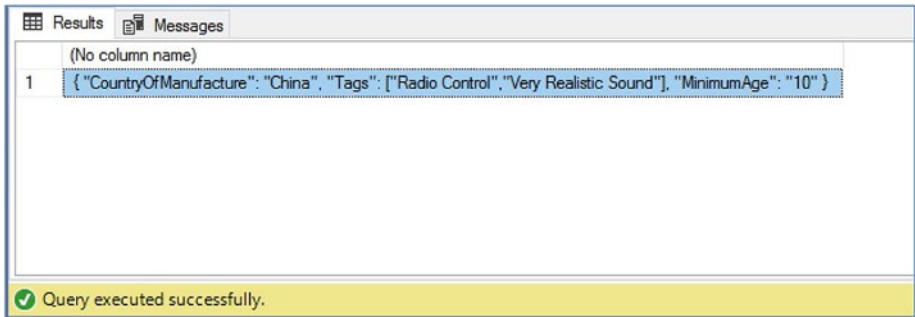 Results Messages
(No column name)
1 { "CountryOfManufacture": "China", "Tags": ["Radio Control","Very Realistic Sound"], "MinimumAge": "10" }
Query executed successfully.